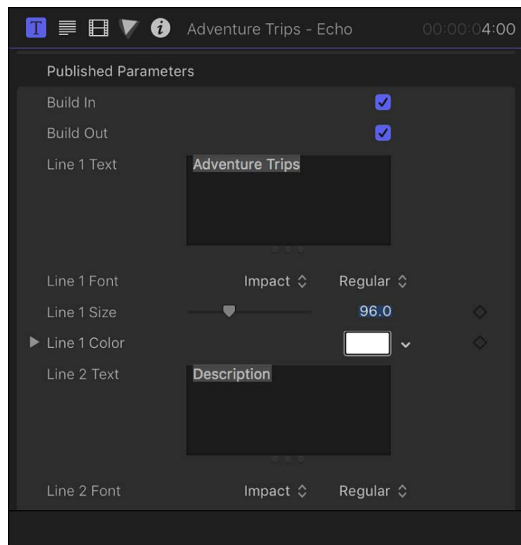 T i Adventure Trips - Echo 00:00:04:00
Published Parameters
Build In
Build Out
Line 1 Text Adventure Trips
Line 1 Font Impact Regular
Line 1 Size 96.0
Line 1 Color
Line 2 Text Description
Line 2 Font Impact Regular